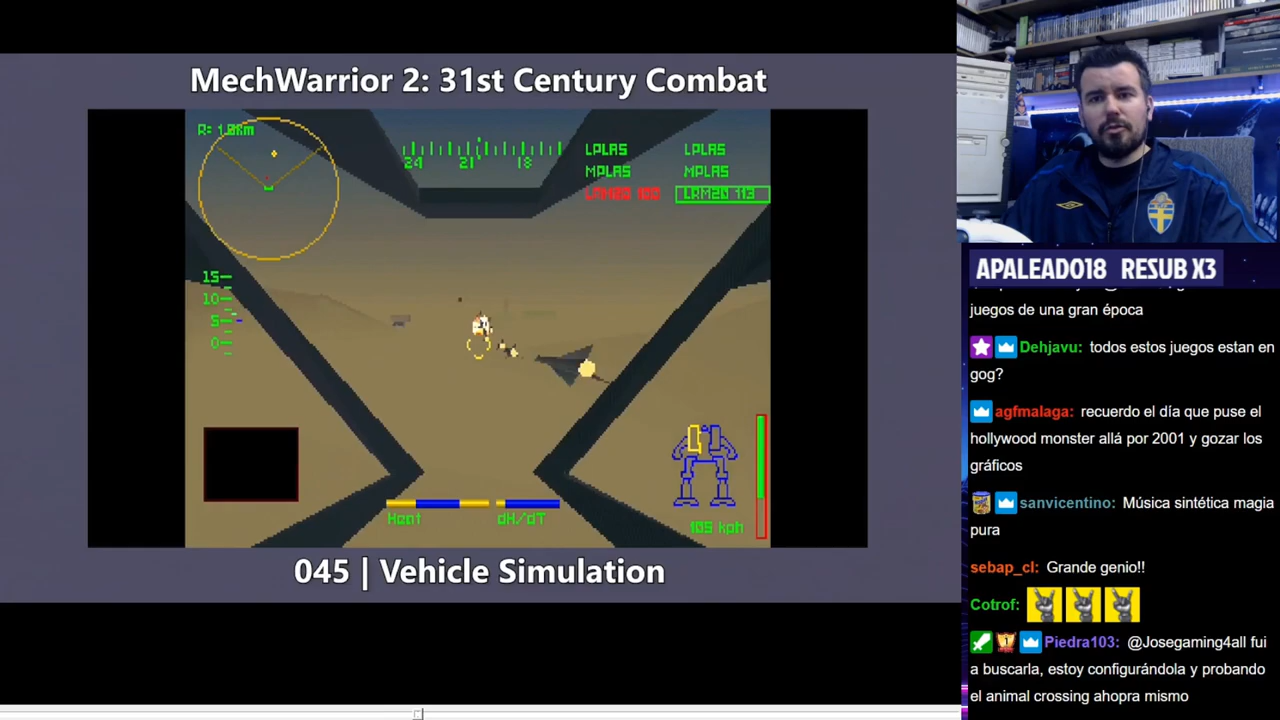 MechWarrior 2: 31st Century Combat
R= 1.0Km
24 21 18
LPLAS LPLAS
MPLAS MPLAS
LRM20 113
15
10
5
0
Heat dH/dT
105 kph
045 | Vehicle Simulation
APALEADO18 RESUB X3
juegos de una gran época
Dehjavu: todos estos juegos estan en
gog?
agfmalaga: recuerdo el día que puse el
hollywood monster allá por 2001 y gozar los
gráficos
sanvicentino: Música sintética magia
pura
sebap_cl: Grande genio!!
Cotrof:
Piedra103: @Josegaming4all fui
a buscarla, estoy configurándola y probando
el animal crossing ahopra mismo